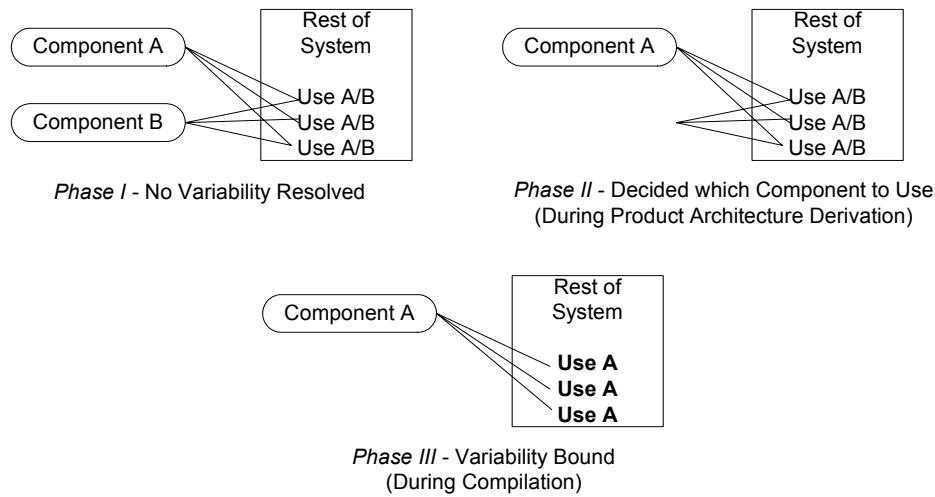 Component A
Component B
Rest of
System
Use A/B
Use A/B
Use A/B
Phase I - No Variability Resolved
Component A
Rest of
System
Use A/B
Use A/B
Use A/B
Phase II - Decided which Component to Use
(During Product Architecture Derivation)
Component A
Rest of
System
Use A
Use A
Use A
Phase III - Variability Bound
(During Compilation)